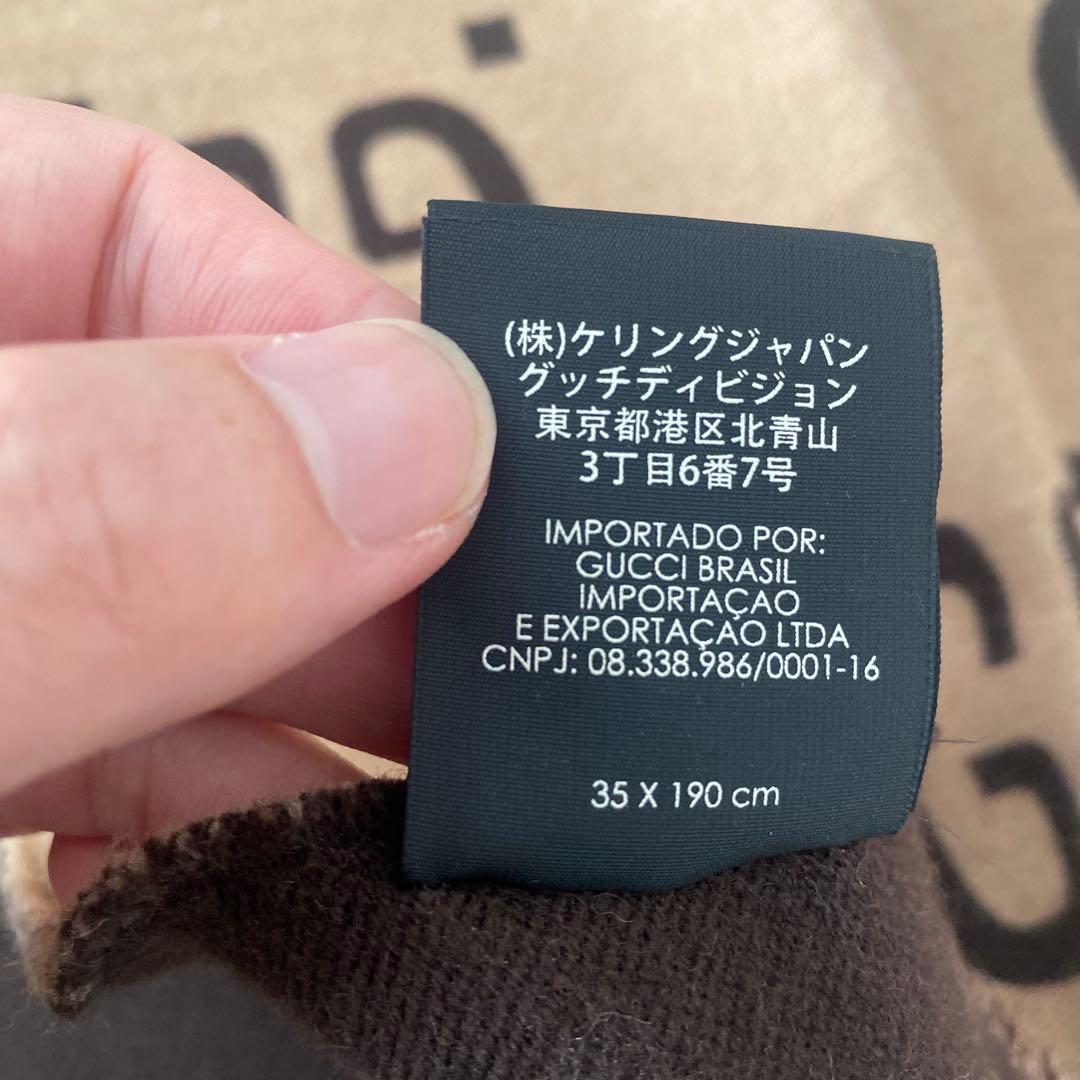 (株)ケリングジャパン
グッチディビジョン
東京都港区北青山
3丁目6番7号
IMPORTADO POR:
GUCCI BRASIL
IMPORTAÇAO
E EXPORTAÇAO LTDA
CNPJ: 08.338.986/0001-16
35 X 190 cm